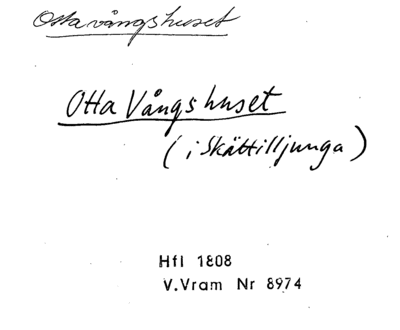 Ottavångshuset
Otta Vångshuset
(i Skättilljunga)
Hfl 1808
V.Vram Nr 8974